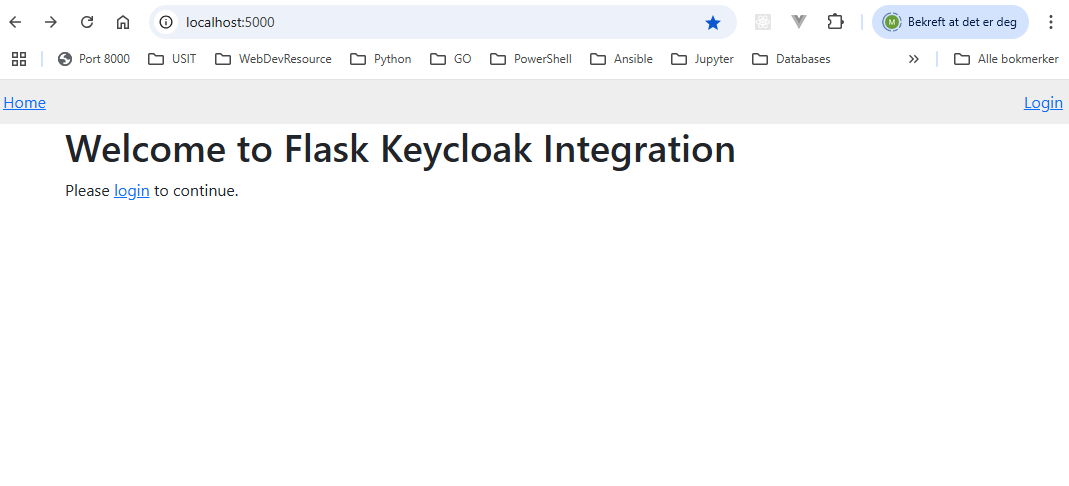 localhost:5000
M Bekreft at det er deg
Port 8000 USIT WebDevResource Python GO PowerShell Ansible Jupyter Databases » Alle bokmerker
Home Login
Welcome to Flask Keycloak Integration
Please login to continue.